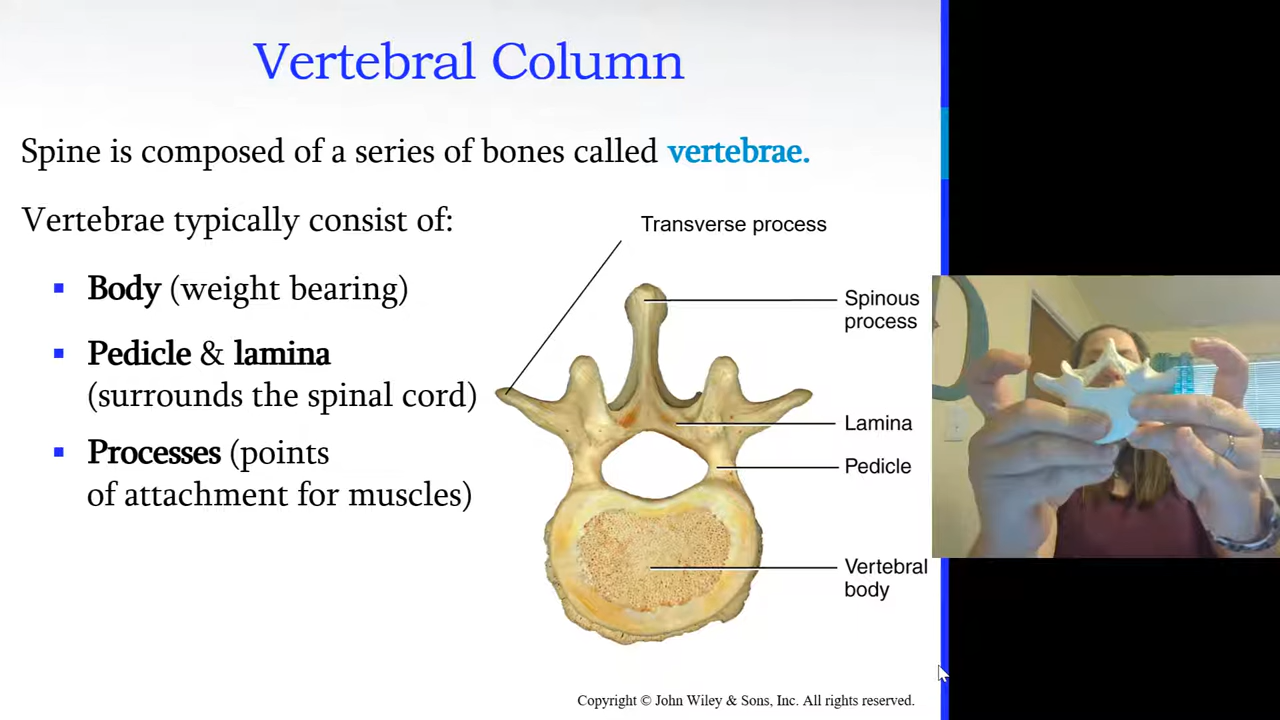 Vertebral Column
Spine is composed of a series of bones called vertebrae.
Vertebrae typically consist of:
▪ Body (weight bearing)
▪ Pedicle & lamina
(surrounds the spinal cord)
▪ Processes (points
of attachment for muscles)
Transverse process
Spinous
process
Lamina
Pedicle
Vertebral
body
Copyright © John Wiley & Sons, Inc. All rights reserved.